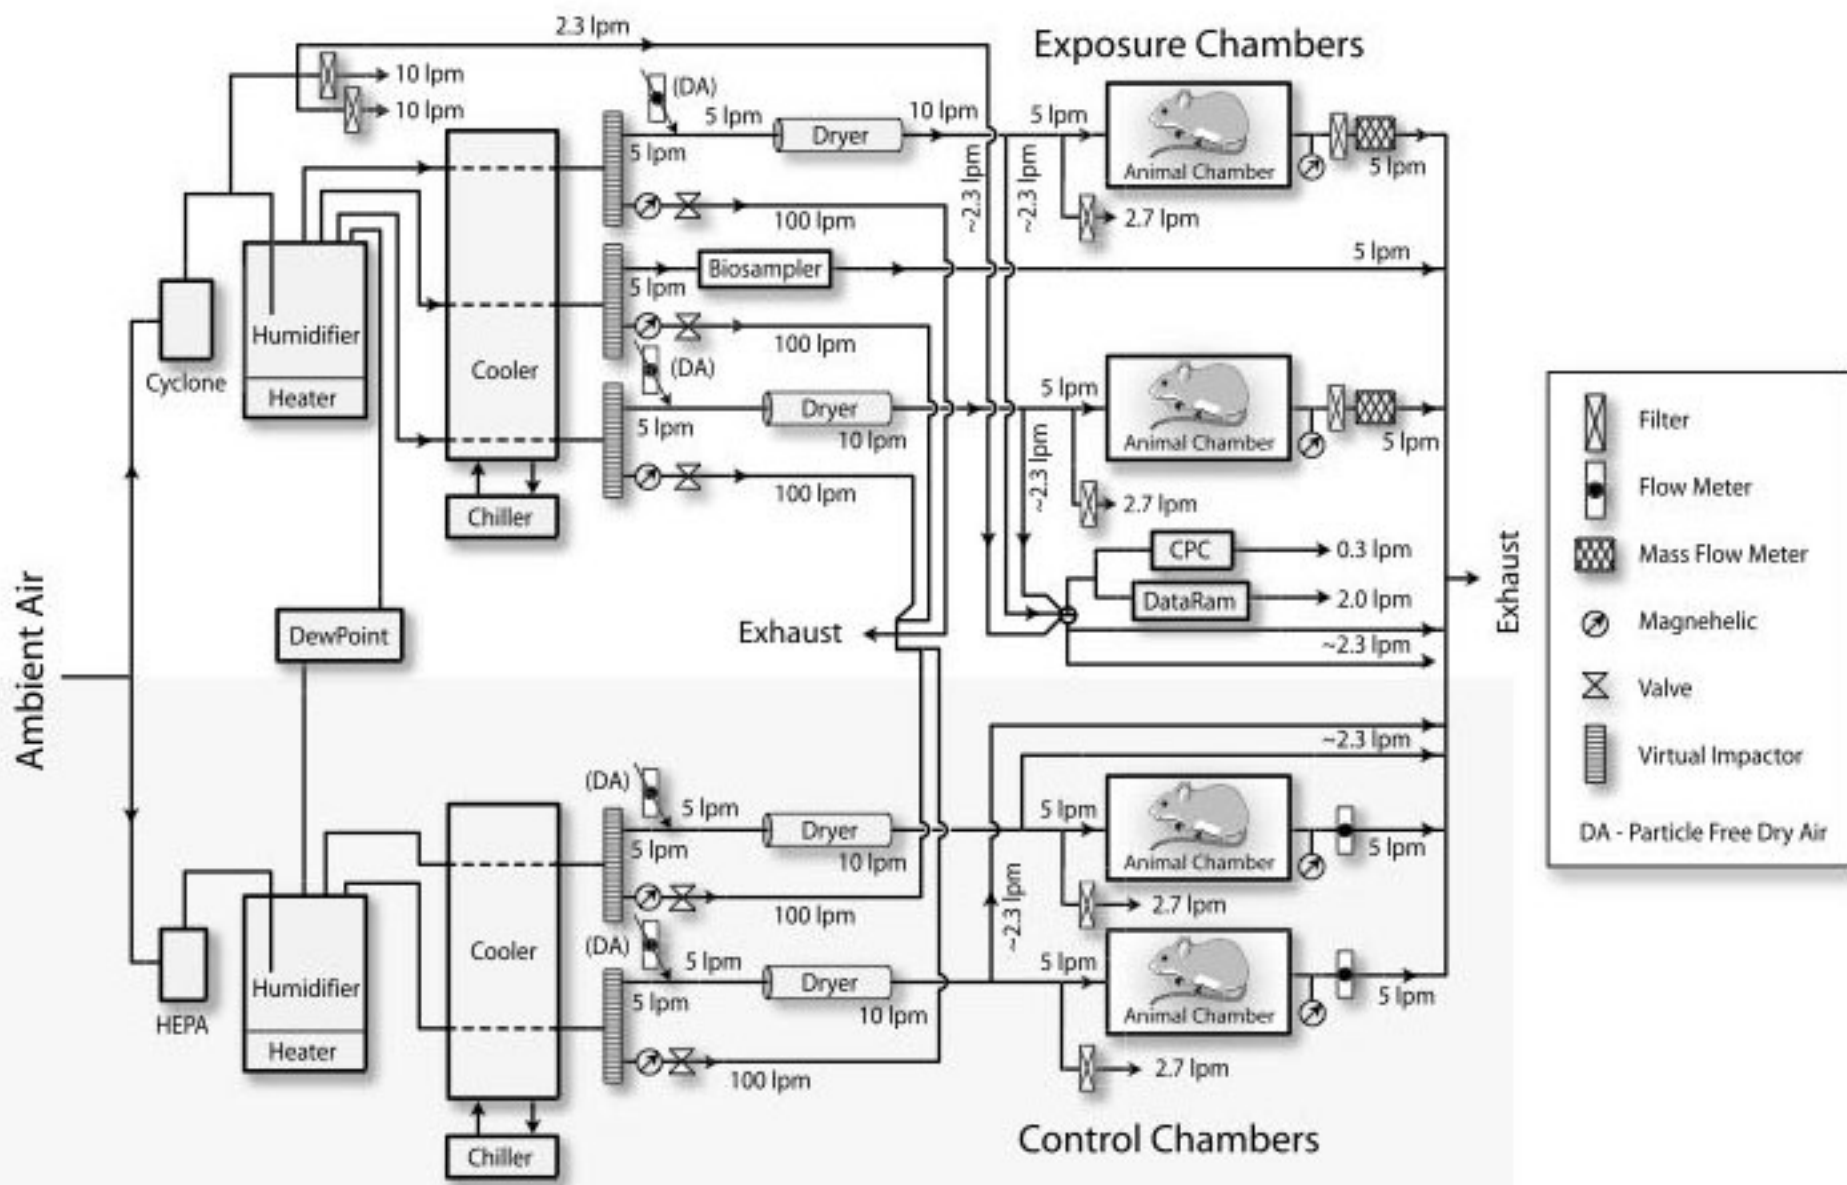 2.3 lpm
Exposure Chambers
10 lpm
10 lpm
(DA)
5 lpm
Dryer
10 lpm
5 lpm
5 lpm
Animal Chamber
5 lpm
~2.3 lpm
~2.3 lpm
2.7 lpm
100 lpm
Biosampler
5 lpm
5 lpm
Humidifier
Heater
Cyclone
Cooler
100 lpm
(DA)
5 lpm
Dryer
10 lpm
5 lpm
Animal Chamber
5 lpm
~2.3 lpm
2.7 lpm
100 lpm
Chiller
CPC
0.3 lpm
DataRam
2.0 lpm
~2.3 lpm
Exhaust
Exhaust
DewPoint
Ambient Air
Filter
Flow Meter
Mass Flow Meter
Magnehelic
Valve
Virtual Impactor
DA - Particle Free Dry Air
~2.3 lpm
(DA)
5 lpm
5 lpm
Dryer
10 lpm
5 lpm
Animal Chamber
5 lpm
2.7 lpm
100 lpm
~2.3 lpm
HEPA
Humidifier
Heater
Cooler
(DA)
5 lpm
5 lpm
Dryer
10 lpm
5 lpm
Animal Chamber
5 lpm
2.7 lpm
100 lpm
Chiller
Control Chambers